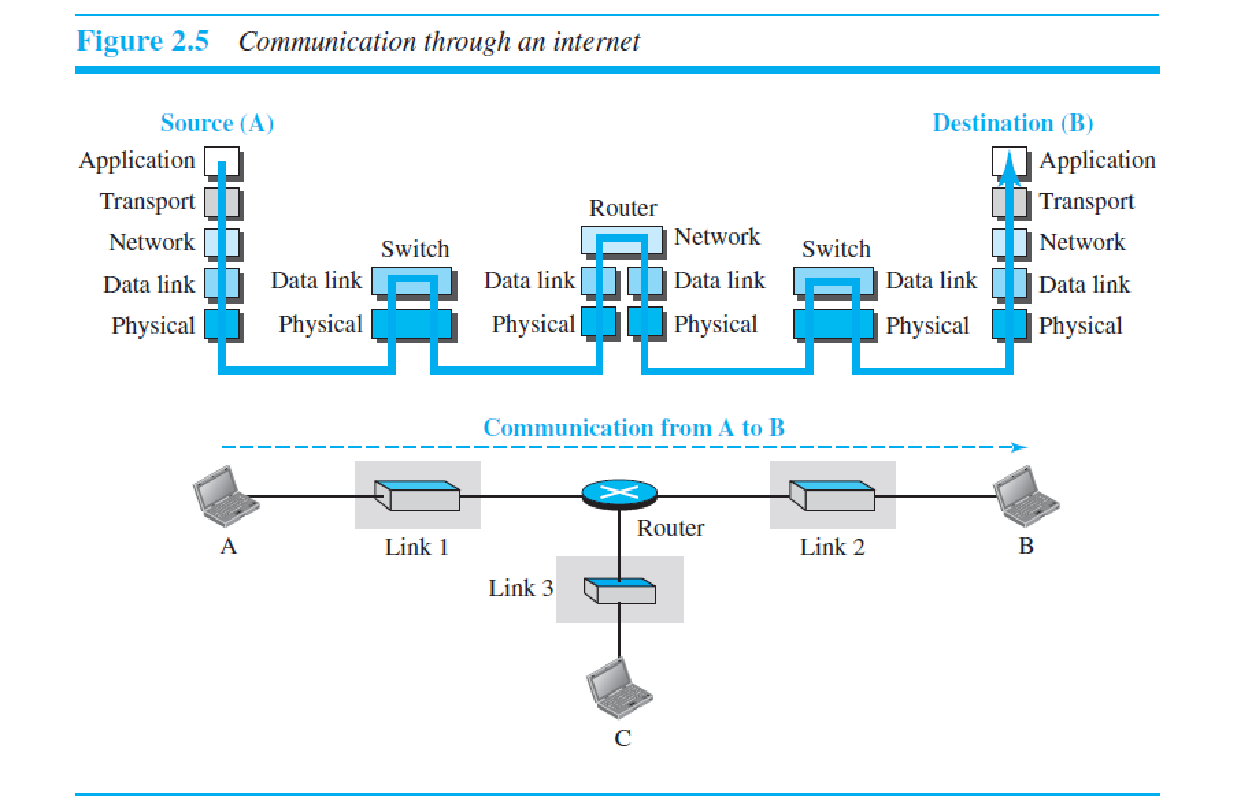 Figure 2.5 Communication through an internet
Source (A)
Destination (B)
Application
Application
Transport
Transport
Router
Network
Switch
Network
Switch
Network
Data link
Data link
Data link
Data link
Data link
Data link
Physical
Physical
Physical
Physical
Physical
Physical
Communication from A to B
Router
A
Link 1
Link 2
B
Link 3
C